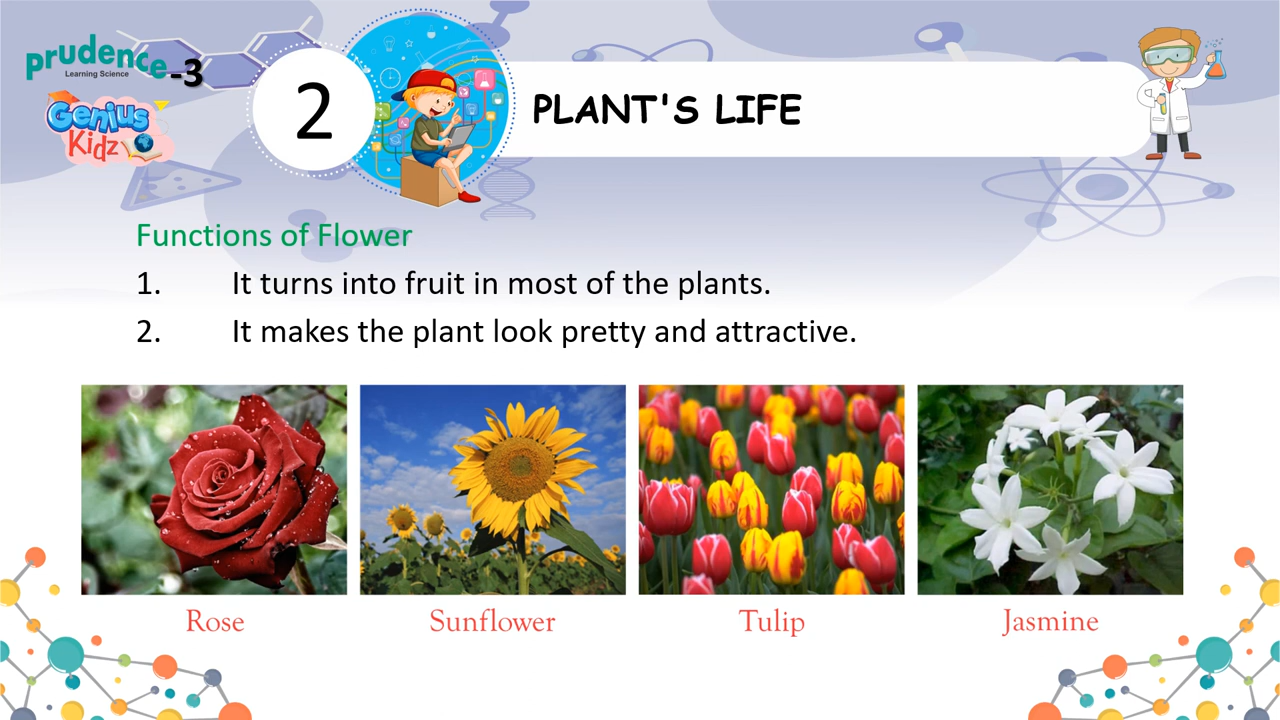 prudence-3
Learning Science
Genius
Kidz
2
PLANT'S LIFE
Functions of Flower
1. It turns into fruit in most of the plants.
2. It makes the plant look pretty and attractive.
Rose Sunflower Tulip Jasmine